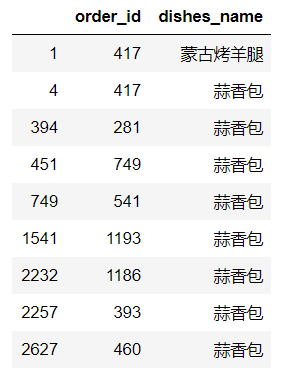 order_id dishes_name
1 417 蒙古烤羊腿
4 417 蒜香包
394 281 蒜香包
451 749 蒜香包
749 541 蒜香包
1541 1193 蒜香包
2232 1186 蒜香包
2257 393 蒜香包
2627 460 蒜香包